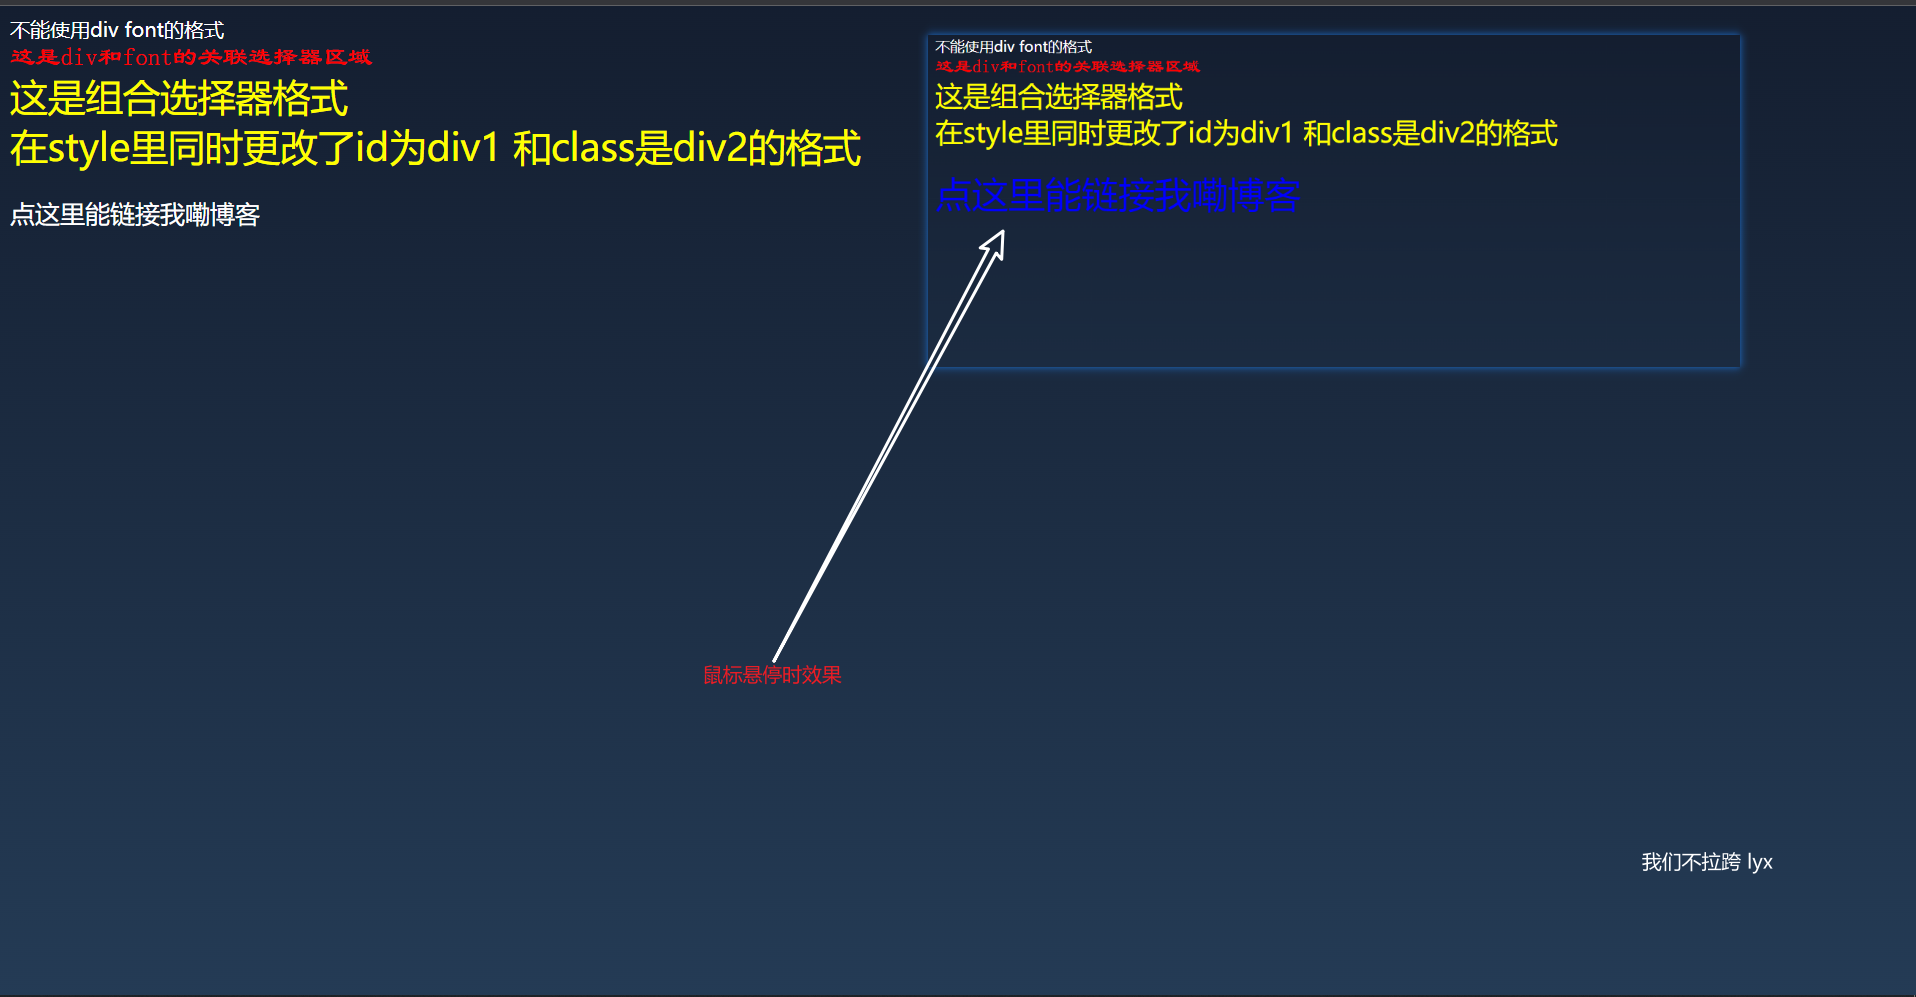 不能使用div font的格式
这是div和font的关联选择器区域
这是组合选择器格式
在style里同时更改了id为div1 和class是div2的格式
点这里能链接我嘞博客
不能使用div font的格式
这是div和font的关联选择器区域
这是组合选择器格式
在style里同时更改了id为div1 和class是div2的格式
点这里能链接我嘞博客
鼠标悬停时效果
我们不拉跨 lyx